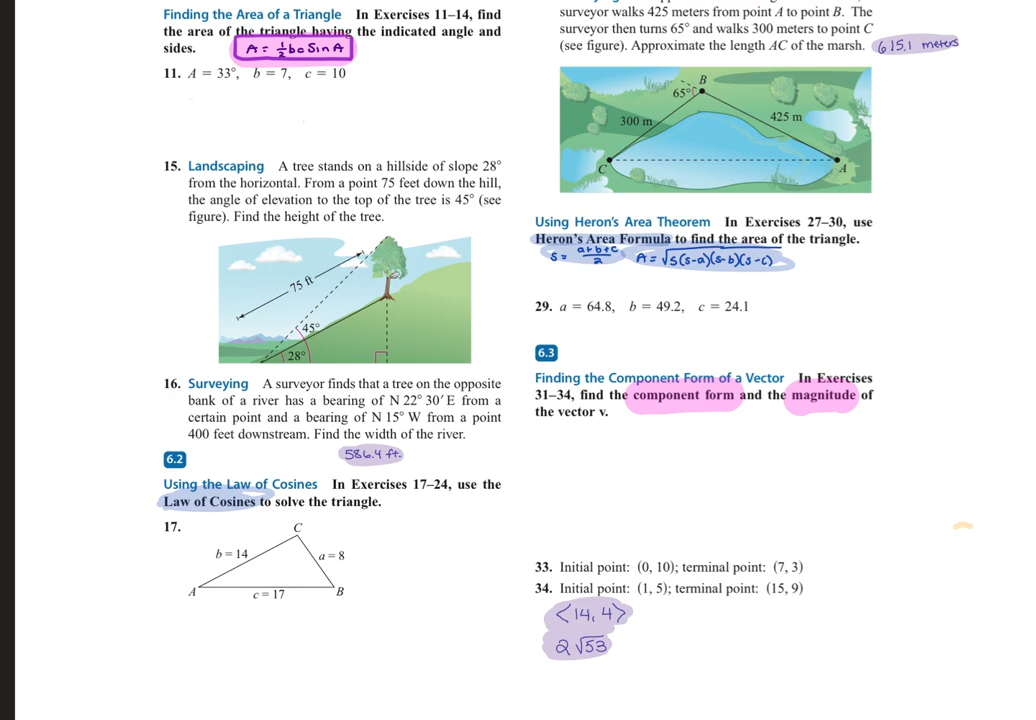 Finding the Area of a Triangle In Exercises 11–14, find
the area of the triangle having the indicated angle and
sides.
A = ½bc Sin A
11. A = 33°, b = 7, c = 10
15. Landscaping A tree stands on a hillside of slope 28°
from the horizontal. From a point 75 feet down the hill,
the angle of elevation to the top of the tree is 45° (see
figure). Find the height of the tree.
75 ft
45°
28°
16. Surveying A surveyor finds that a tree on the opposite
bank of a river has a bearing of N 22° 30′ E from a
certain point and a bearing of N 15° W from a point
400 feet downstream. Find the width of the river.
586.4 ft.
6.2
Using the Law of Cosines In Exercises 17–24, use the
Law of Cosines to solve the triangle.
17.
C
b = 14
a = 8
A
c = 17
B
surveyor walks 425 meters from point A to point B. The
surveyor then turns 65° and walks 300 meters to point C
(see figure). Approximate the length AC of the marsh.
615.1 meters
B
65°
300 m
425 m
C
A
Using Heron's Area Theorem In Exercises 27–30, use
Heron's Area Formula to find the area of the triangle.
S = a+b+c/2 A = √s(s-a)(s-b)(s-c)
29. a = 64.8, b = 49.2, c = 24.1
6.3
Finding the Component Form of a Vector In Exercises
31–34, find the component form and the magnitude of
the vector v.
33. Initial point: (0, 10); terminal point: (7, 3)
34. Initial point: (1, 5); terminal point: (15, 9)
<14, 4>
2√53